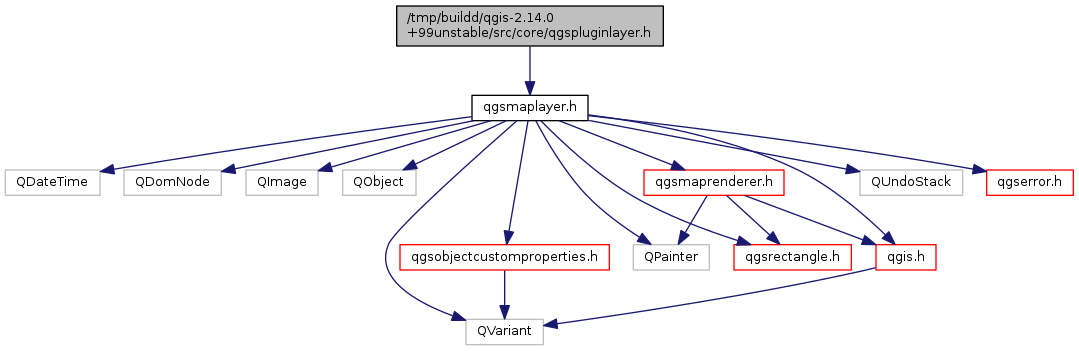 /tmp/buildd/qgis-2.14.0
+99unstable/src/core/qgspluginlayer.h
qgsmaplayer.h
QDateTime
QDomNode
QImage
QObject
qgsmaprenderer.h
QUndoStack
qgserror.h
qgsobjectcustomproperties.h
QPainter
qgsrectangle.h
qgis.h
QVariant